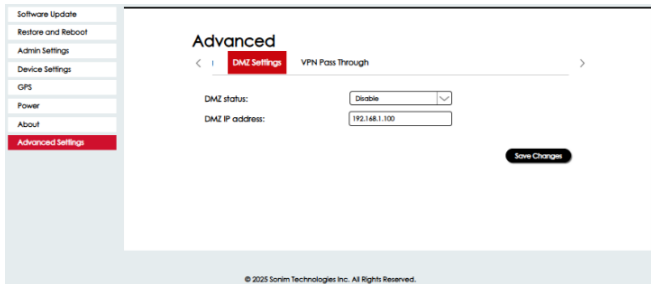 Software Update
Restore and Reboot
Admin Settings
Device Settings
GPS
Power
About
Advanced Settings
Advanced
DMZ Settings VPN Pass Through
DMZ status: Disable
DMZ IP address: 192.168.1.100
Save Changes
© 2025 Sonim Technologies Inc. All Rights Reserved.